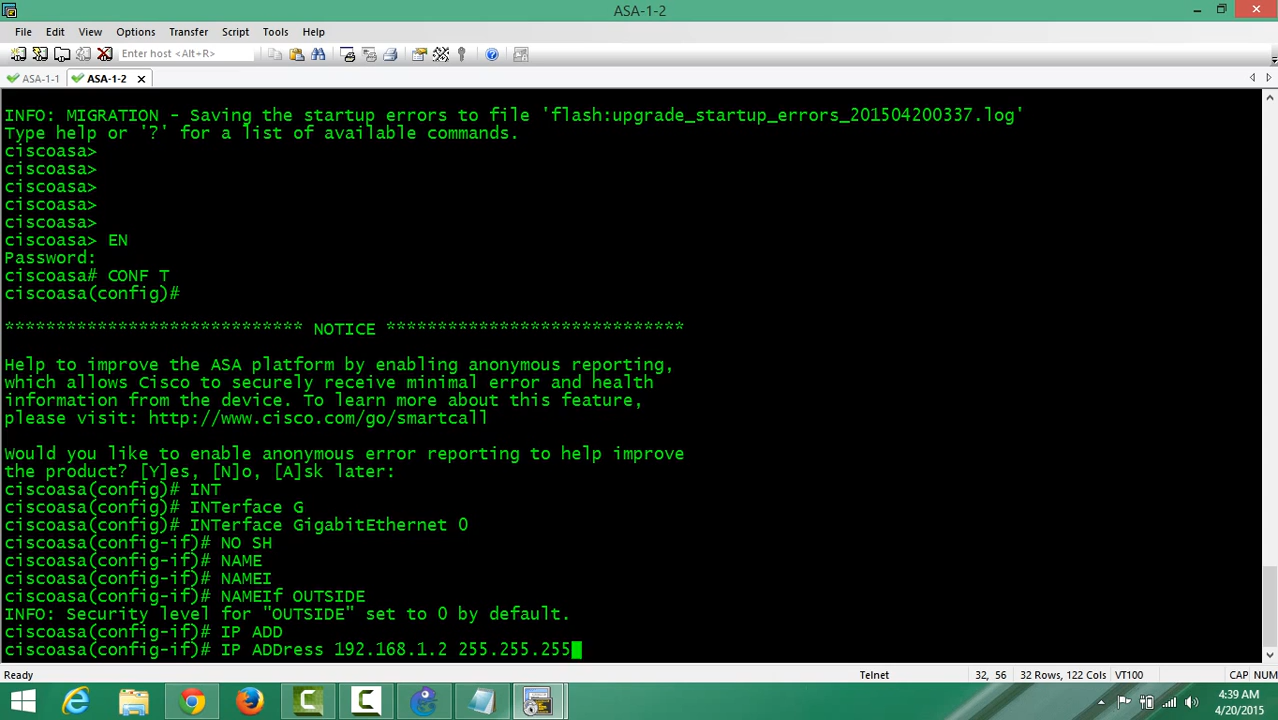 ASA-1-2
File Edit View Options Transfer Script Tools Help
Enter host <Alt+R>
ASA-1-1 ASA-1-2
INFO: MIGRATION - Saving the startup errors to file 'flash:upgrade_startup_errors_201504200337.log'
Type help or '?' for a list of available commands.
ciscoasa>
ciscoasa>
ciscoasa>
ciscoasa>
ciscoasa>
ciscoasa> EN
Password:
ciscoasa# CONF T
ciscoasa(config)#
***************************** NOTICE *****************************
Help to improve the ASA platform by enabling anonymous reporting,
which allows Cisco to securely receive minimal error and health
information from the device. To learn more about this feature,
please visit: http://www.cisco.com/go/smartcall
Would you like to enable anonymous error reporting to help improve
the product? [Y]es, [N]o, [A]sk later:
ciscoasa(config)# INT
ciscoasa(config)# INTerface G
ciscoasa(config)# INTerface GigabitEthernet 0
ciscoasa(config-if)# NO SH
ciscoasa(config-if)# NAME
ciscoasa(config-if)# NAMEI
ciscoasa(config-if)# NAMEIf OUTSIDE
INFO: Security level for "OUTSIDE" set to 0 by default.
ciscoasa(config-if)# IP ADD
ciscoasa(config-if)# IP ADDress 192.168.1.2 255.255.255
Ready Telnet 32, 56 32 Rows, 122 Cols VT100 CAP NUM
4:39 AM
4/20/2015